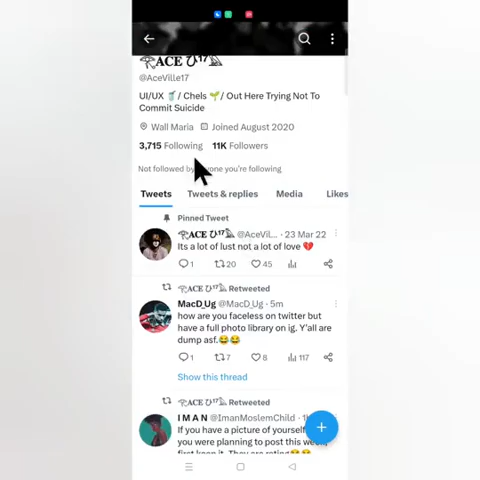 ACE
@AceVille17
UI/UX / Chels / Out Here Trying Not To
Commit Suicide
Wall Maria Joined August 2020
3,715 Following 11K Followers
Not followed by anyone you're following
Tweets Tweets & replies Media Likes
Pinned Tweet
ACE @AceVil... · 23 Mar 22
Its a lot of lust not a lot of love 💔
1 20 45
ACE Retweeted
MacD_Ug @MacD_Ug · 5m
how are you faceless on twitter but
have a full photo library on ig. Y'all are
dump asf.😂😂
1 7 8 117
Show this thread
ACE Retweeted
I M A N @ImanMoslemChild
If you have a picture of yourself
you were planning to post this week,
first keep it. They are rating